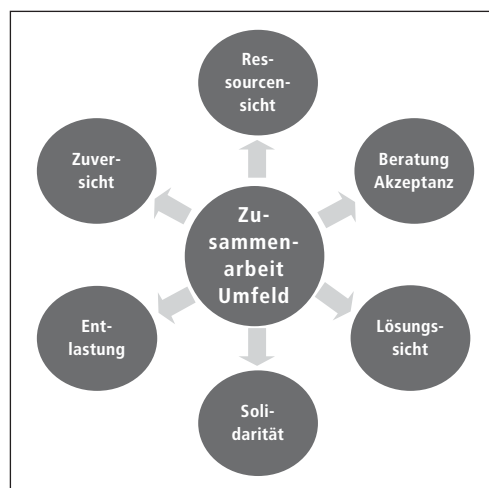 Res-
sourcen-
sicht
Zuver-
sicht
Beratung
Akzeptanz
Zu-
sammen-
arbeit
Umfeld
Ent-
lastung
Lösungs-
sicht
Soli-
darität